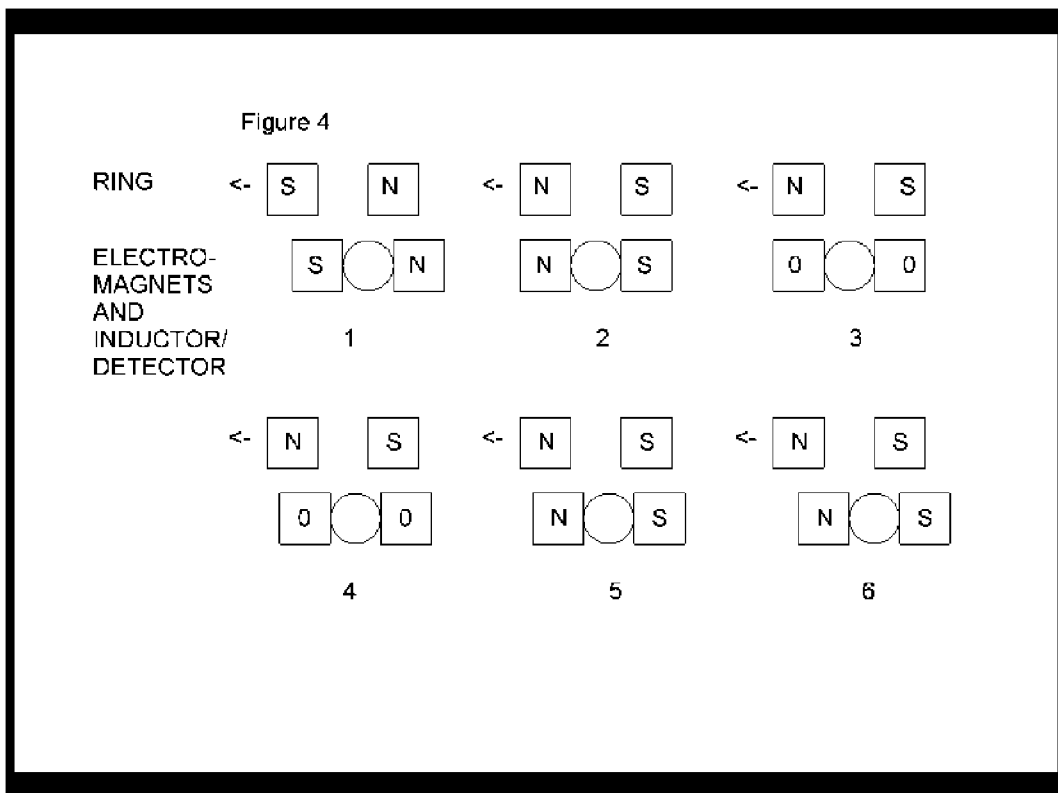 Figure 4
RING <- S N <- N S <- N S
ELECTRO-
MAGNETS
AND
INDUCTOR/
DETECTOR
S N N S 0 0
1 2 3
<- N S <- N S <- N S
0 0 N S N S
4 5 6